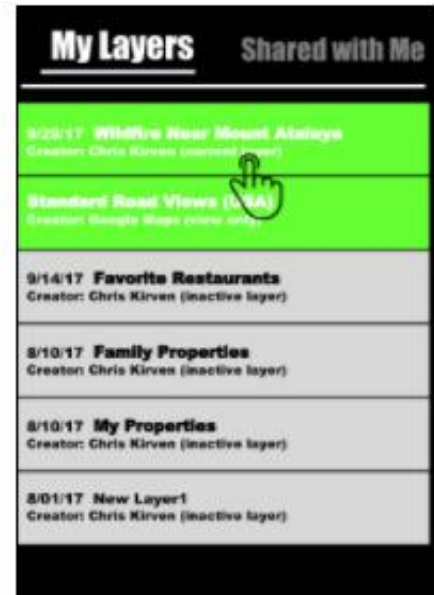 My Layers Shared with Me
9/20/17 Wildfire Near Mount Atalaya
Creator: Chris Kirven (current layer)
Standard Road Views (USA)
Creator: Google Maps (view only)
9/14/17 Favorite Restaurants
Creator: Chris Kirven (inactive layer)
8/10/17 Family Properties
Creator: Chris Kirven (inactive layer)
8/10/17 My Properties
Creator: Chris Kirven (inactive layer)
8/01/17 New Layer1
Creator: Chris Kirven (inactive layer)